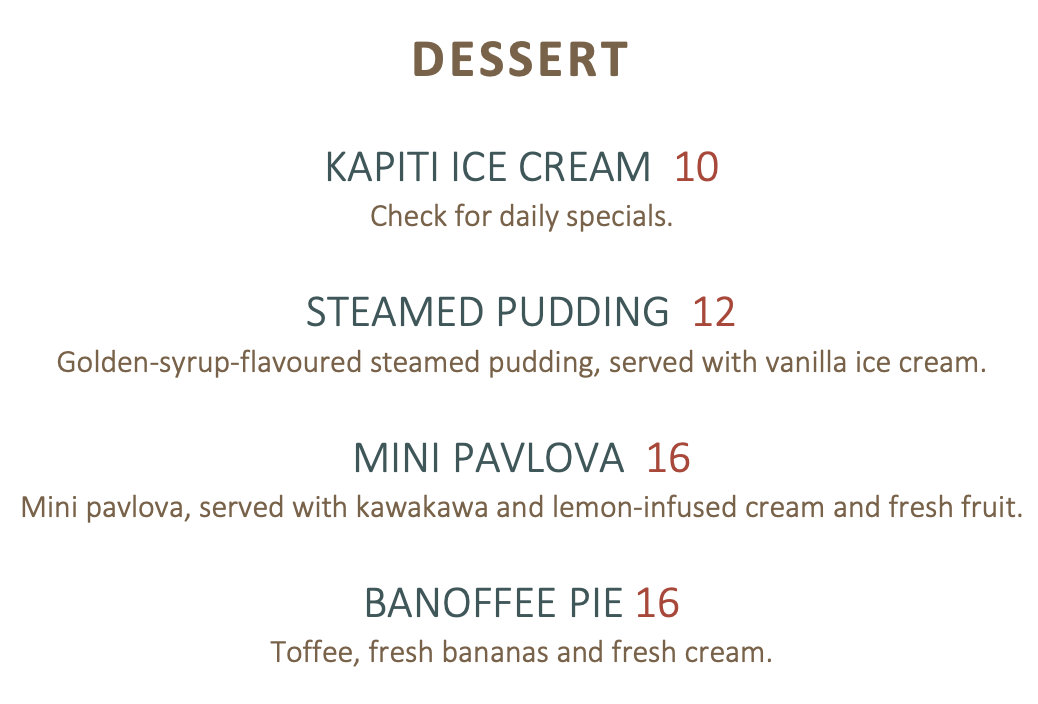 DESSERT
KAPITI ICE CREAM 10
Check for daily specials.
STEAMED PUDDING 12
Golden-syrup-flavoured steamed pudding, served with vanilla ice cream.
MINI PAVLOVA 16
Mini pavlova, served with kawakawa and lemon-infused cream and fresh fruit.
BANOFFEE PIE 16
Toffee, fresh bananas and fresh cream.